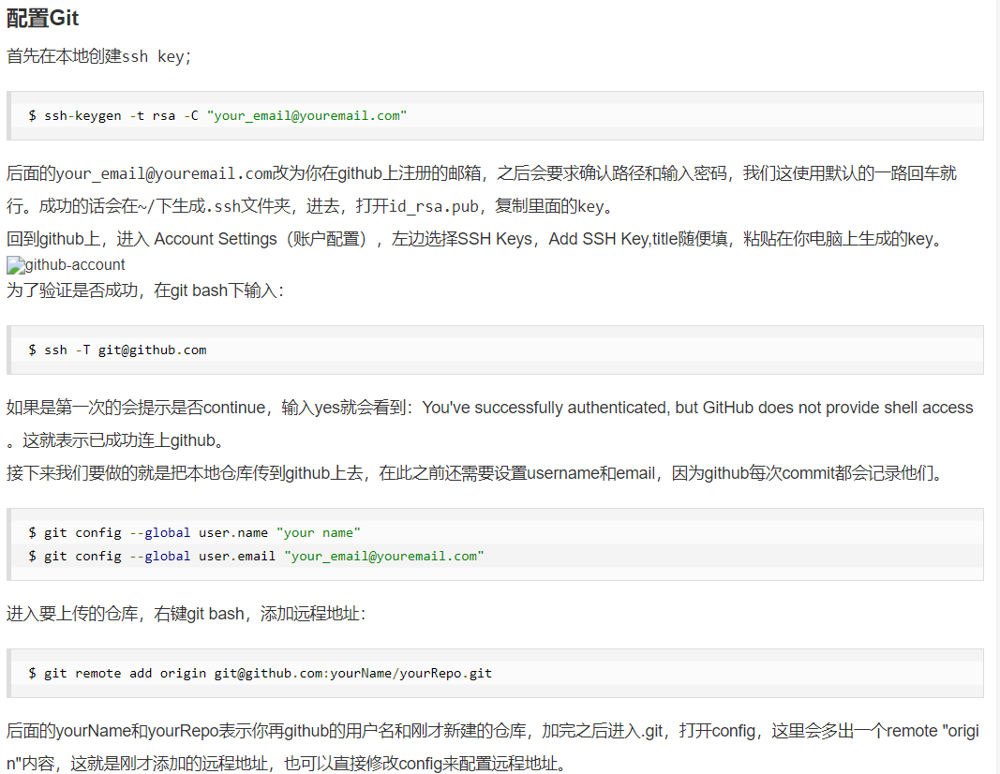 配置Git
首先在本地创建ssh key；
$ ssh-keygen -t rsa -C "your_email@youremail.com"
后面的your_email@youremail.com改为你在github上注册的邮箱，之后会要求确认路径和输入密码，我们这使用默认的一路回车就
行。成功的话会在~/下生成.ssh文件夹，进去，打开id_rsa.pub，复制里面的key。
回到github上，进入 Account Settings（账户配置），左边选择SSH Keys，Add SSH Key,title随便填，粘贴在你电脑上生成的key。
github-account
为了验证是否成功，在git bash下输入：
$ ssh -T git@github.com
如果是第一次的会提示是否continue，输入yes就会看到：You've successfully authenticated, but GitHub does not provide shell access
。这就表示已成功连上github。
接下来我们要做的就是把本地仓库传到github上去，在此之前还需要设置username和email，因为github每次commit都会记录他们。
$ git config --global user.name "your name"
$ git config --global user.email "your_email@youremail.com"
进入要上传的仓库，右键git bash，添加远程地址：
$ git remote add origin git@github.com:yourName/yourRepo.git
后面的yourName和yourRepo表示你再github的用户名和刚才新建的仓库，加完之后进入.git，打开config，这里会多出一个remote "origi
n"内容，这就是刚才添加的远程地址，也可以直接修改config来配置远程地址。